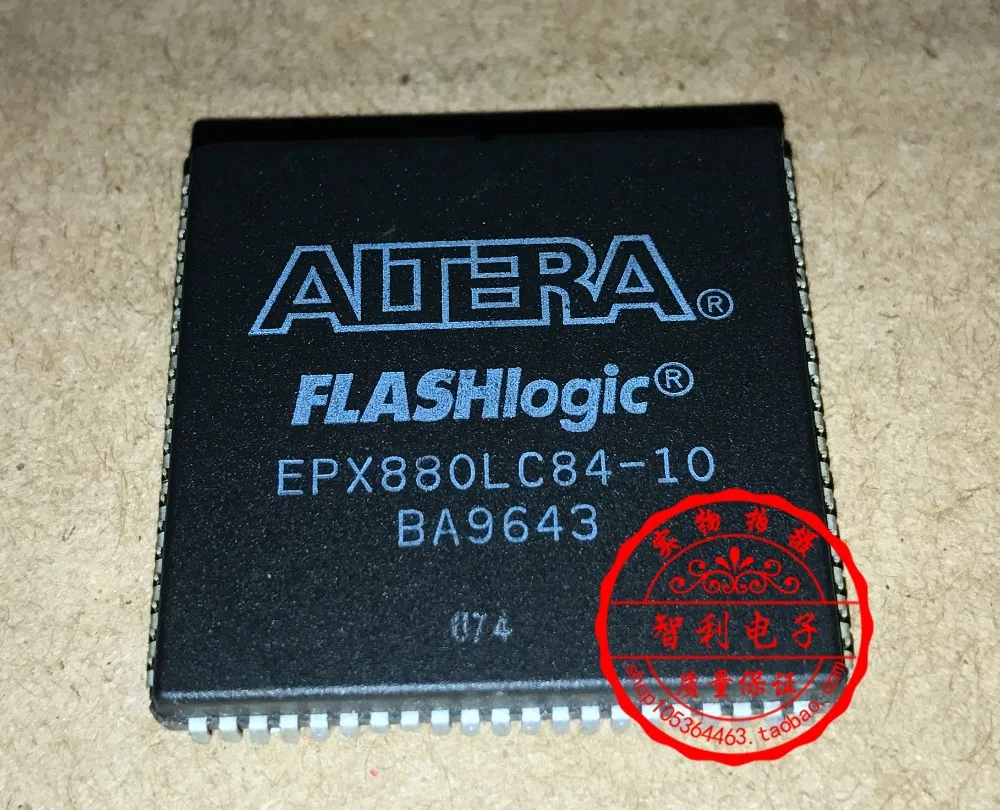 ALTERA®
FLASHlogic®
EPX880LC84-10
BA9643
074
实物拍摄
智利电子
质量保证
shop105364463.taobao.com